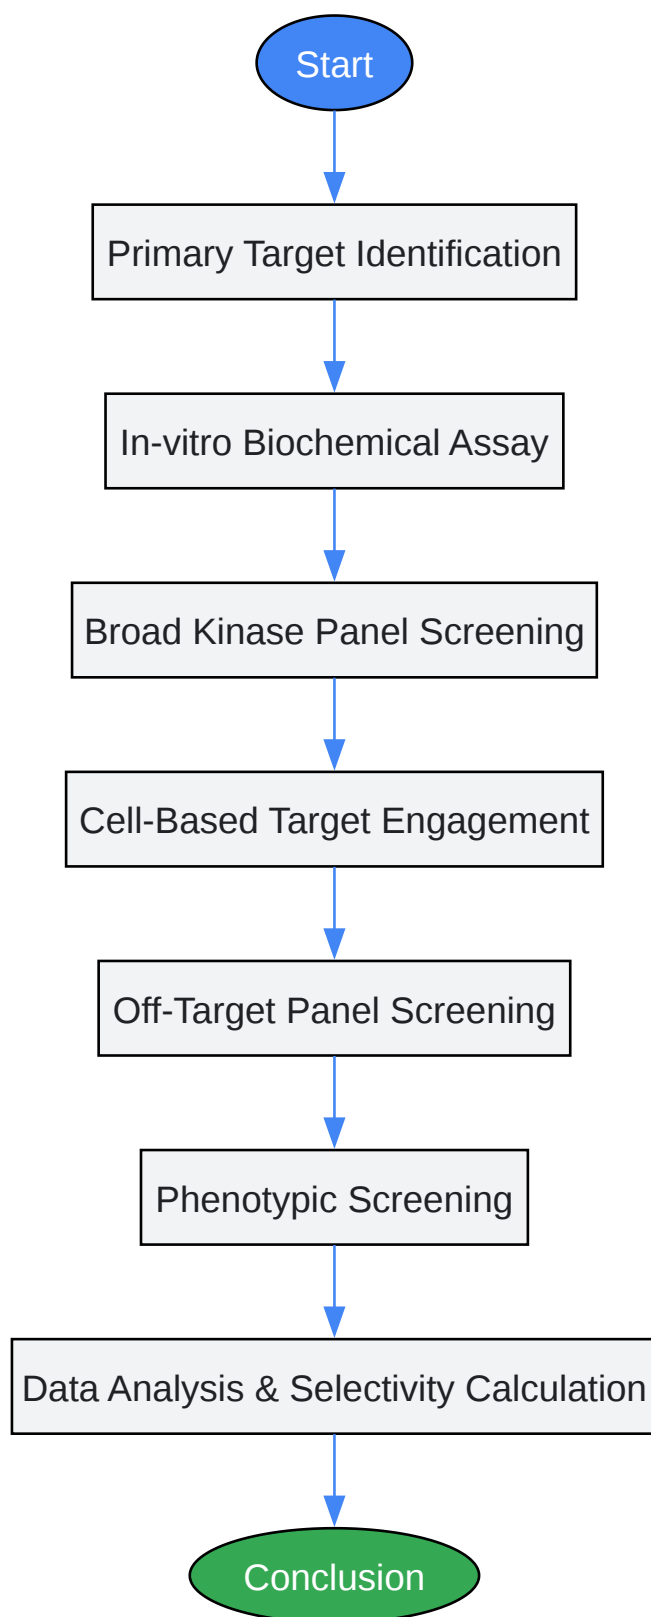 Start
Primary Target Identification
In-vitro Biochemical Assay
Broad Kinase Panel Screening
Cell-Based Target Engagement
Off-Target Panel Screening
Phenotypic Screening
Data Analysis & Selectivity Calculation
Conclusion